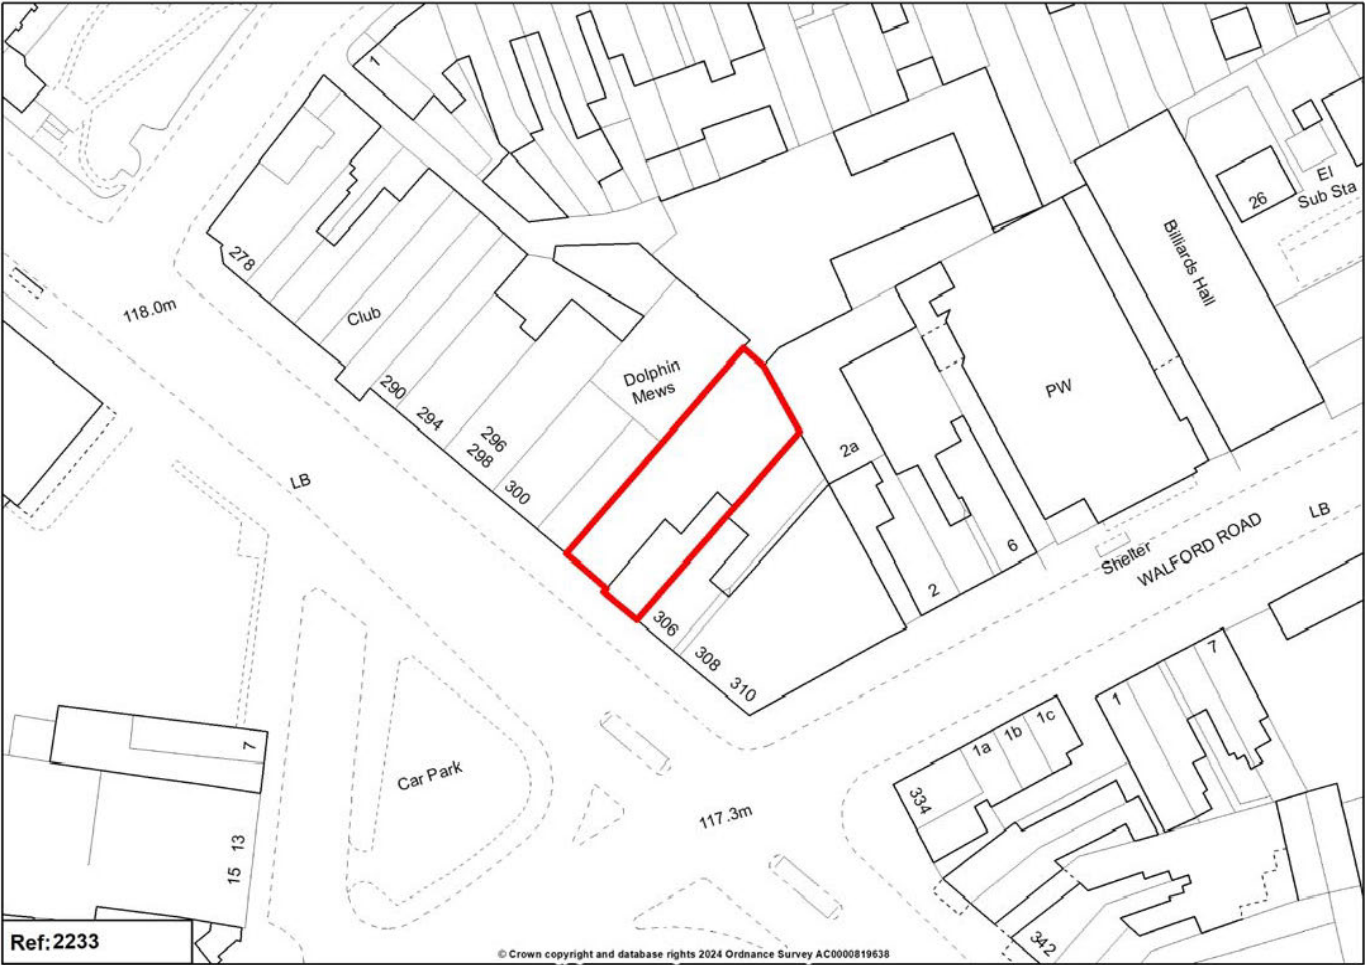 1
El
Sub Sta
26
Billiards Hall
278
118.0m
Club
Dolphin
Mews
PW
290
294
296
298
300
2a
LB
LB
WALFORD ROAD
Shelter
6
2
306
308
310
7
1
1c
1b
1a
334
7
Car Park
117.3m
13
15
342
Ref:2233
© Crown copyright and database rights 2024 Ordnance Survey AC0000819638